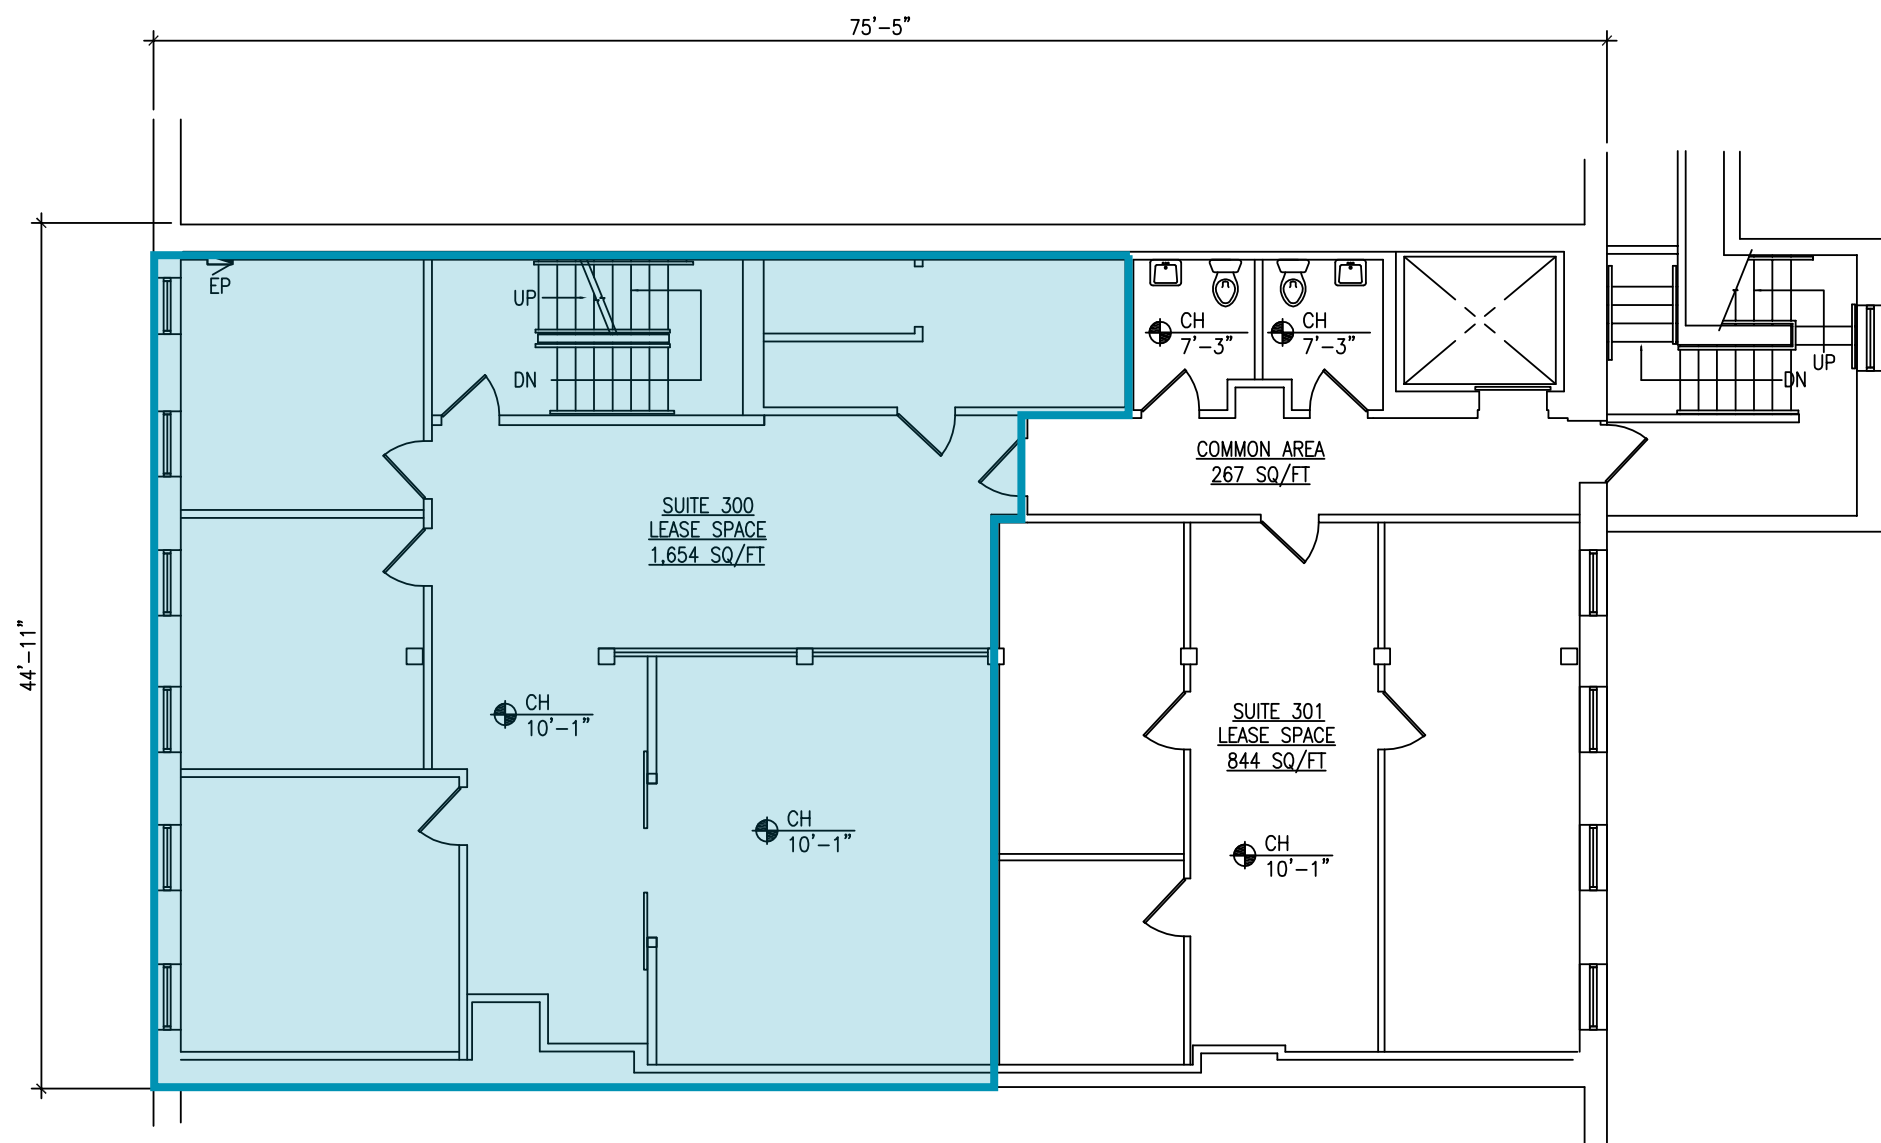 75'-5"
44'-11"
EP
UP
DN
CH
7'-3"
CH
7'-3"
UP
DN
COMMON AREA
267 SQ/FT
SUITE 300
LEASE SPACE
1,654 SQ/FT
CH
10'-1"
CH
10'-1"
SUITE 301
LEASE SPACE
844 SQ/FT
CH
10'-1"